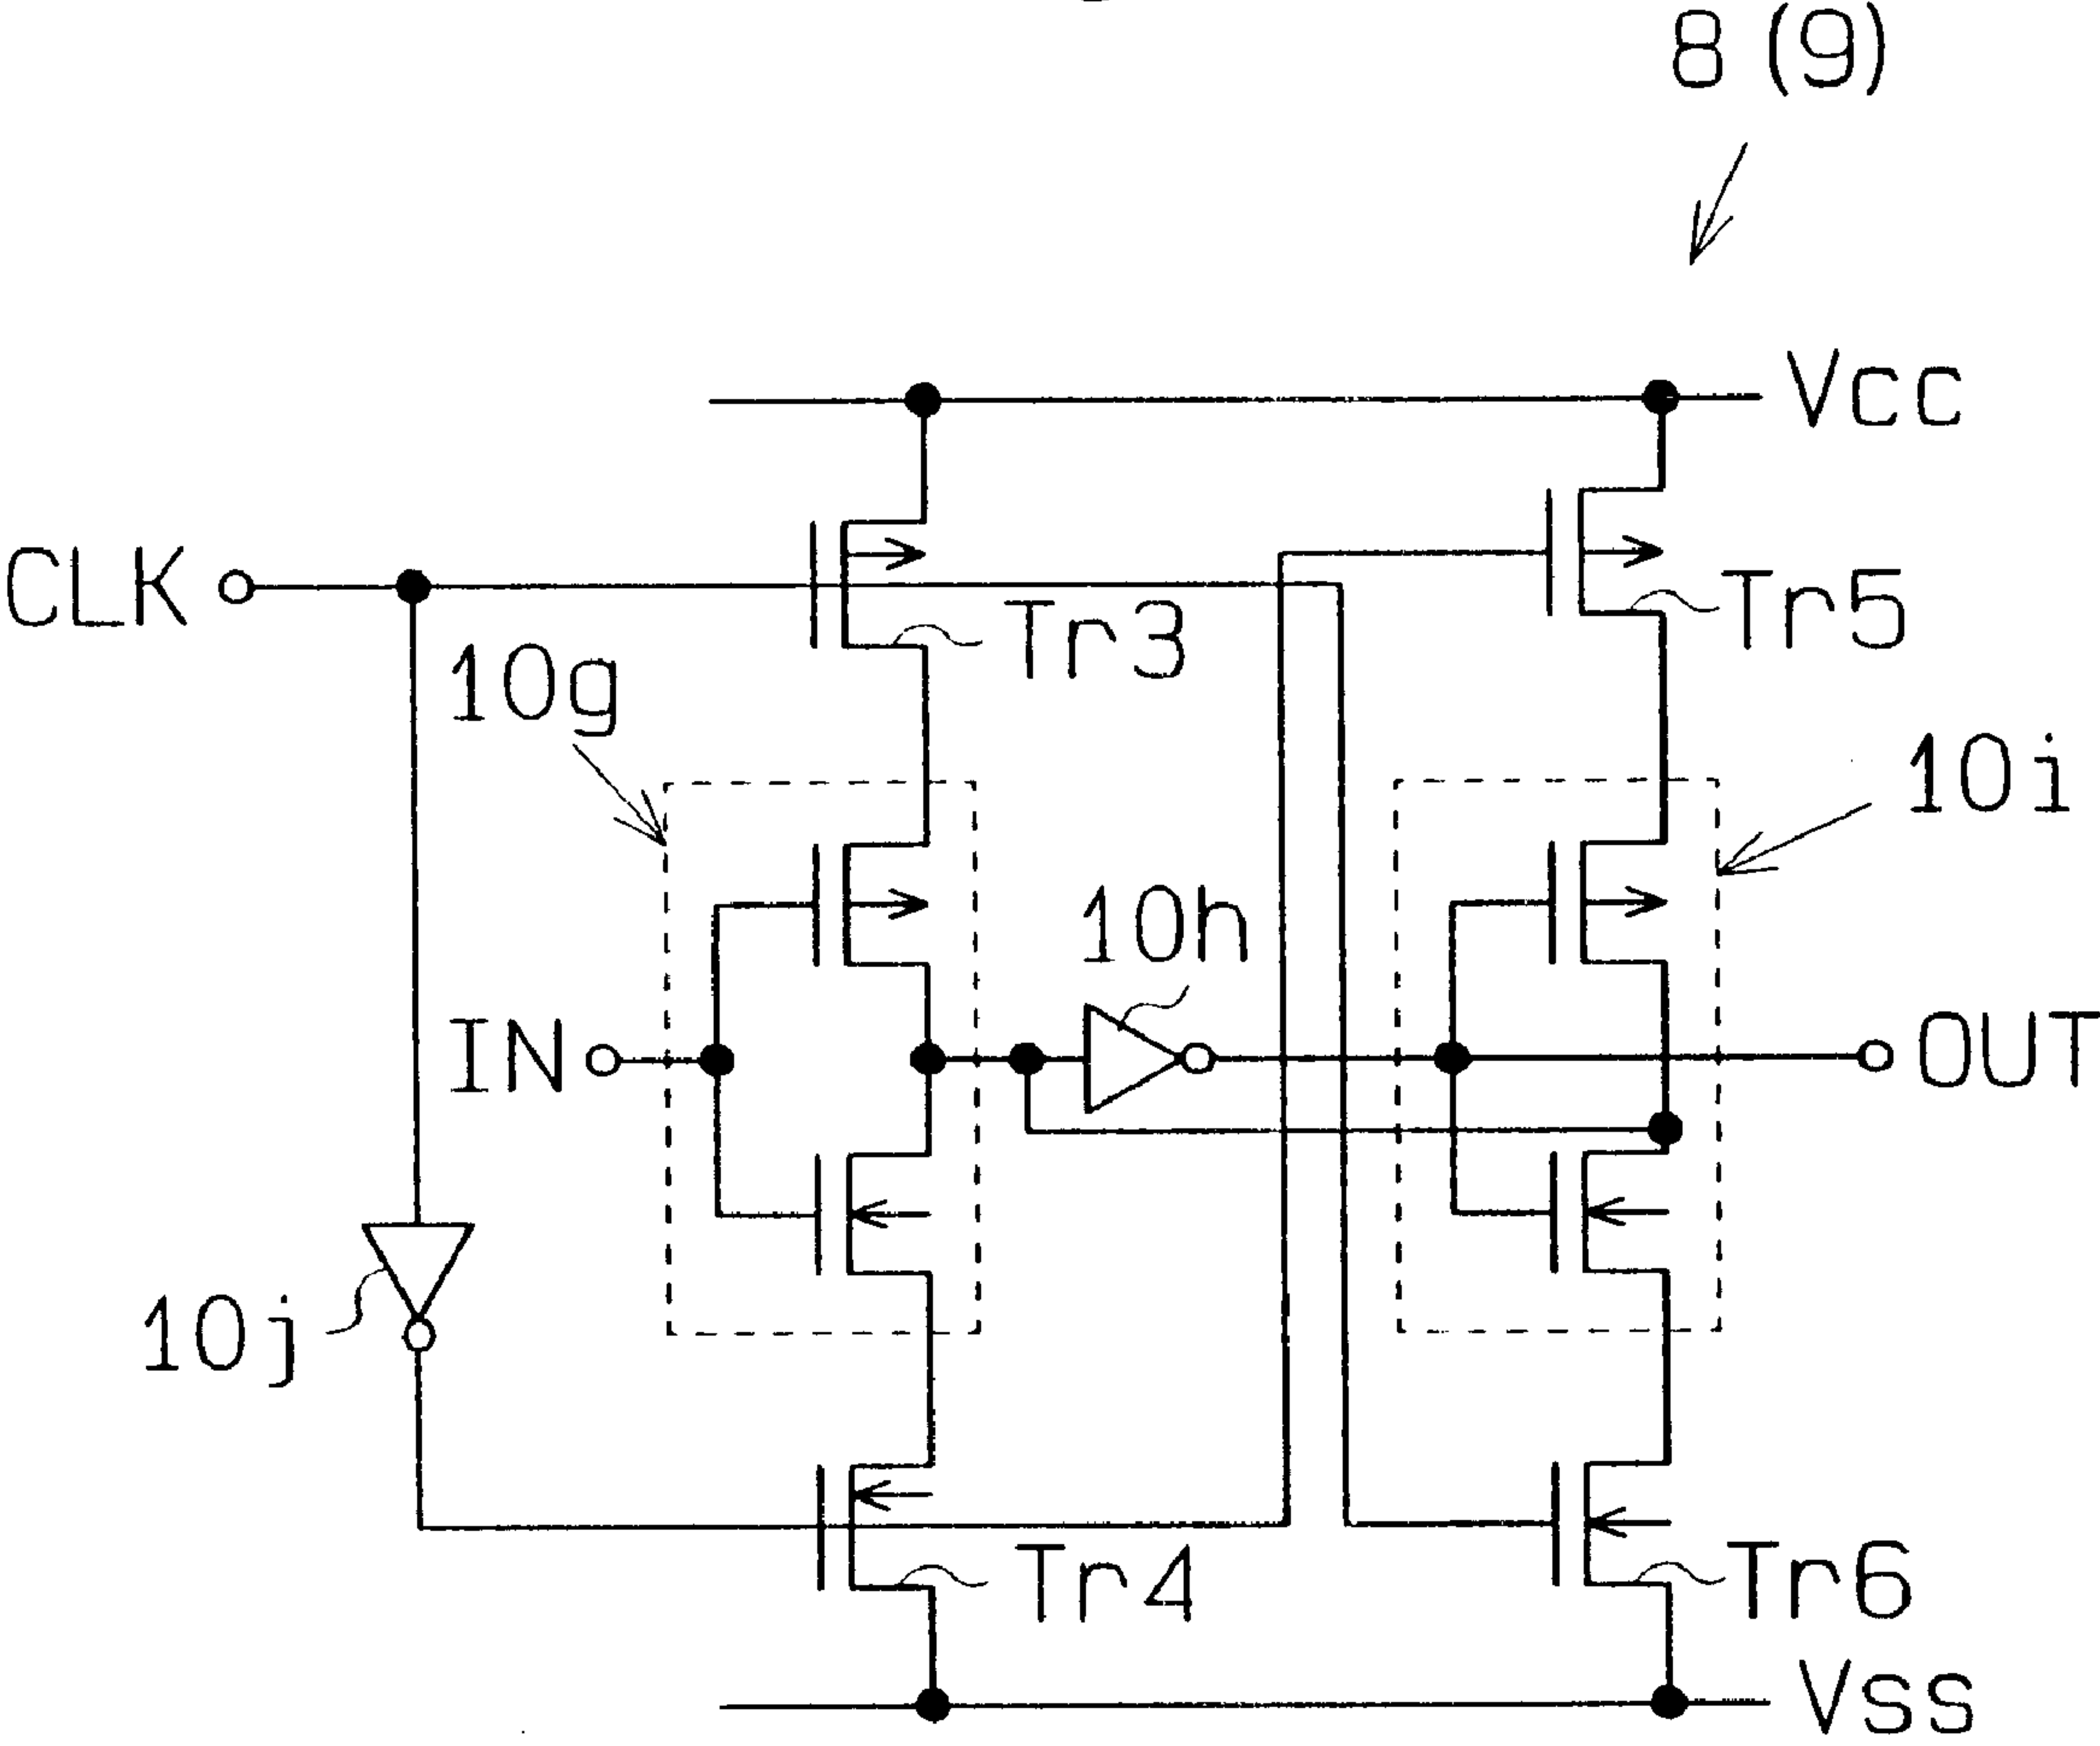 8 (9)
Vcc
CLK
Tr3
Tr5
10g
10i
10h
IN
OUT
10j
Tr4
Tr6
Vss